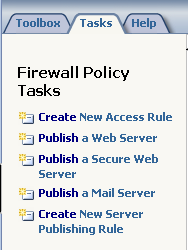 Toolbox Tasks Help
Firewall Policy
Tasks
Create New Access Rule
Publish a Web Server
Publish a Secure Web
Server
Publish a Mail Server
Create New Server
Publishing Rule